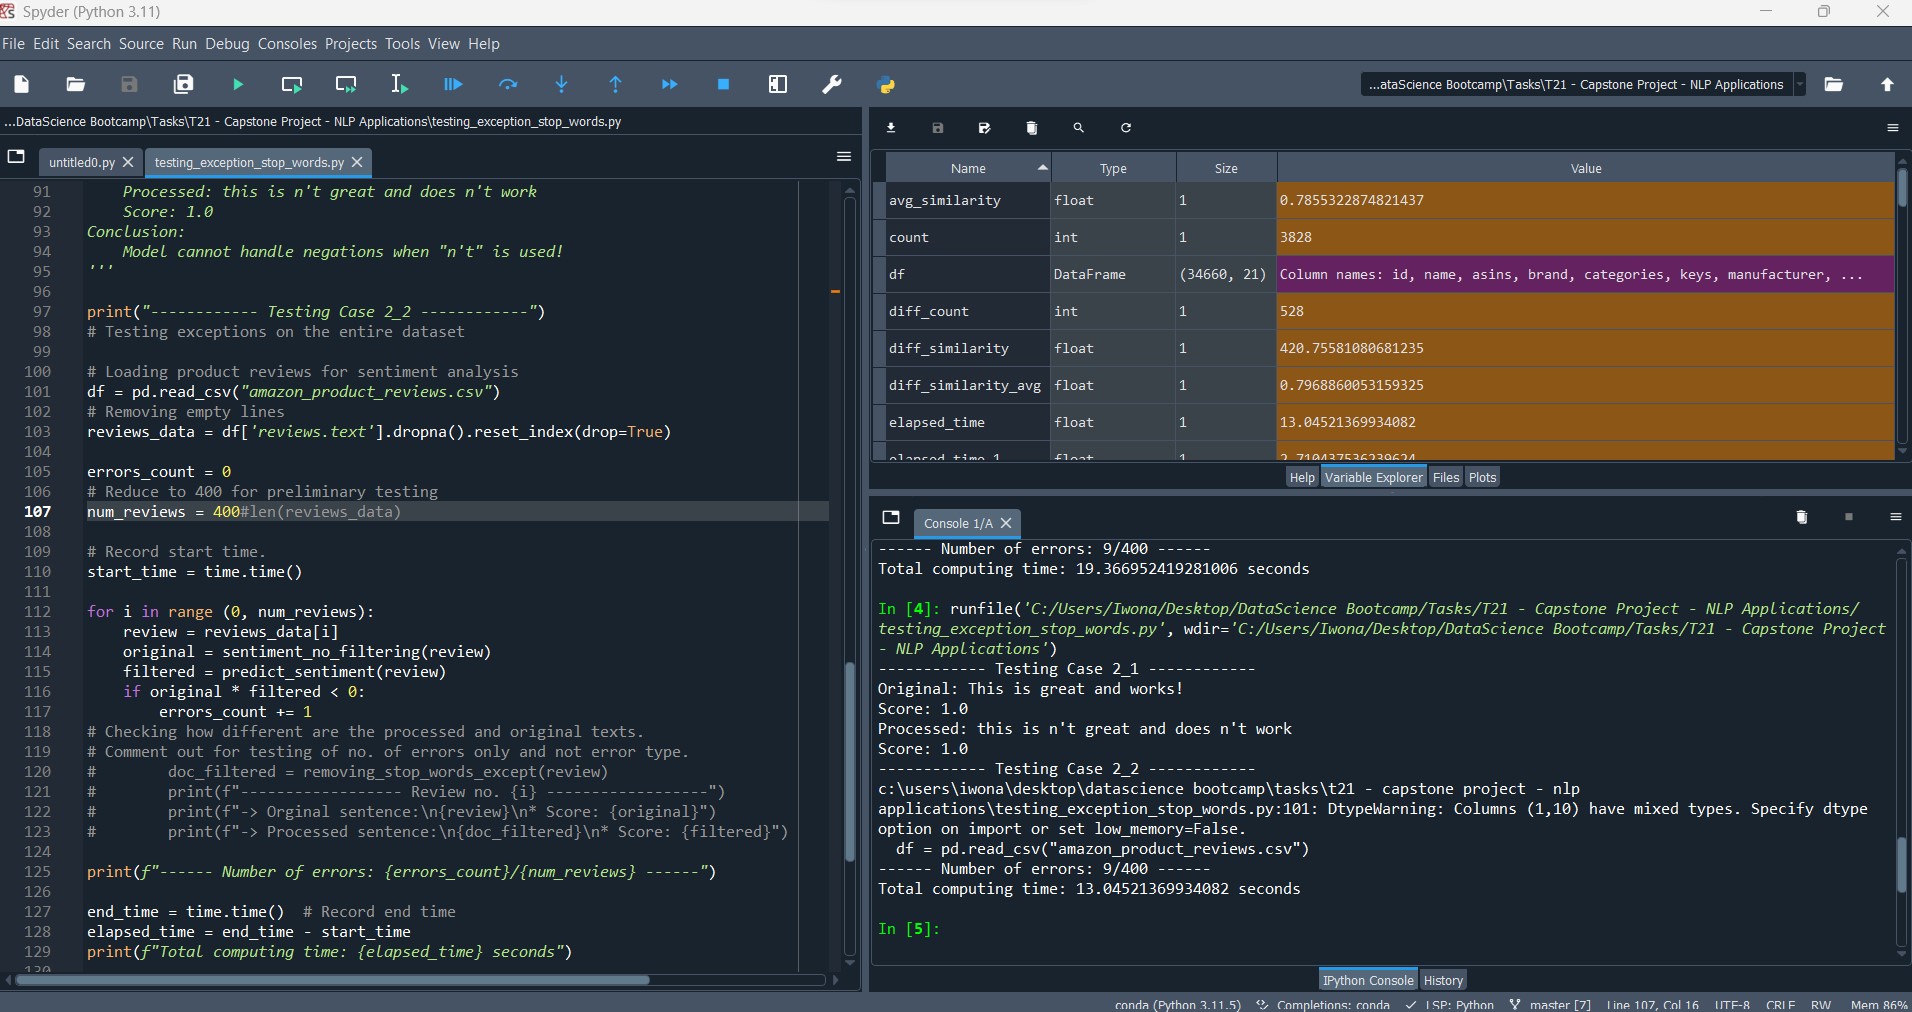 Spyder (Python 3.11)
File Edit Search Source Run Debug Consoles Projects Tools View Help
...ataScience Bootcamp\Tasks\T21 - Capstone Project - NLP Applications
...DataScience Bootcamp\Tasks\T21 - Capstone Project - NLP Applications\testing_exception_stop_words.py
untitled0.py
testing_exception_stop_words.py
91 Processed: this is n't great and does n't work
92 Score: 1.0
93 Conclusion:
94 Model cannot handle negations when "n't" is used!
95 '''
96
97 print("------------ Testing Case 2_2 ------------")
98 # Testing exceptions on the entire dataset
99
100 # Loading product reviews for sentiment analysis
101 df = pd.read_csv("amazon_product_reviews.csv")
102 # Removing empty lines
103 reviews_data = df['reviews.text'].dropna().reset_index(drop=True)
104
105 errors_count = 0
106 # Reduce to 400 for preliminary testing
107 num_reviews = 400#len(reviews_data)
108
109 # Record start time.
110 start_time = time.time()
111
112 for i in range (0, num_reviews):
113 review = reviews_data[i]
114 original = sentiment_no_filtering(review)
115 filtered = predict_sentiment(review)
116 if original * filtered < 0:
117 errors_count += 1
118 # Checking how different are the processed and original texts.
119 # Comment out for testing of no. of errors only and not error type.
120 # doc_filtered = removing_stop_words_except(review)
121 # print(f"------------------ Review no. {i} ------------------")
122 # print(f"-> Orginal sentence:\n{review}\n* Score: {original}")
123 # print(f"-> Processed sentence:\n{doc_filtered}\n* Score: {filtered}")
124
125 print(f"------ Number of errors: {errors_count}/{num_reviews} ------")
126
127 end_time = time.time() # Record end time
128 elapsed_time = end_time - start_time
129 print(f"Total computing time: {elapsed_time} seconds")
130
Name Type Size Value
avg_similarity float 1 0.7855322874821437
count int 1 3828
df DataFrame (34660, 21) Column names: id, name, asins, brand, categories, keys, manufacturer, ...
diff_count int 1 528
diff_similarity float 1 420.75581080681235
diff_similarity_avg float 1 0.7968860053159325
elapsed_time float 1 13.04521369934082
elapsed_time_1 float 1 2.710437536239624
Help Variable Explorer Files Plots
Console 1/A
------ Number of errors: 9/400 ------
Total computing time: 19.366952419281006 seconds
In [4]: runfile('C:/Users/Iwona/Desktop/DataScience Bootcamp/Tasks/T21 - Capstone Project - NLP Applications/
testing_exception_stop_words.py', wdir='C:/Users/Iwona/Desktop/DataScience Bootcamp/Tasks/T21 - Capstone Project
- NLP Applications')
------------ Testing Case 2_1 ------------
Original: This is great and works!
Score: 1.0
Processed: this is n't great and does n't work
Score: 1.0
------------ Testing Case 2_2 ------------
c:\users\iwona\desktop\datascience bootcamp\tasks\t21 - capstone project - nlp
applications\testing_exception_stop_words.py:101: DtypeWarning: Columns (1,10) have mixed types. Specify dtype
option on import or set low_memory=False.
df = pd.read_csv("amazon_product_reviews.csv")
------ Number of errors: 9/400 ------
Total computing time: 13.04521369934082 seconds
In [5]:
IPython Console History
conda (Python 3.11.5) Completions: conda LSP: Python master [7] Line 107, Col 16 UTF-8 CRLF RW Mem 86%